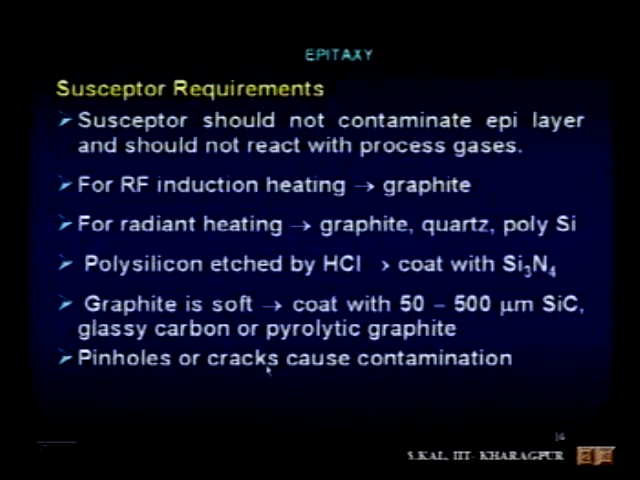 EPITAXY
Susceptor Requirements
➢ Susceptor should not contaminate epi layer
and should not react with process gases.
➢ For RF induction heating → graphite
➢ For radiant heating → graphite, quartz, poly Si
➢ Polysilicon etched by HCl → coat with Si₃N₄
➢ Graphite is soft → coat with 50 – 500 μm SiC,
glassy carbon or pyrolytic graphite
➢ Pinholes or cracks cause contamination
S.KAL, IIT- KHARAGPUR